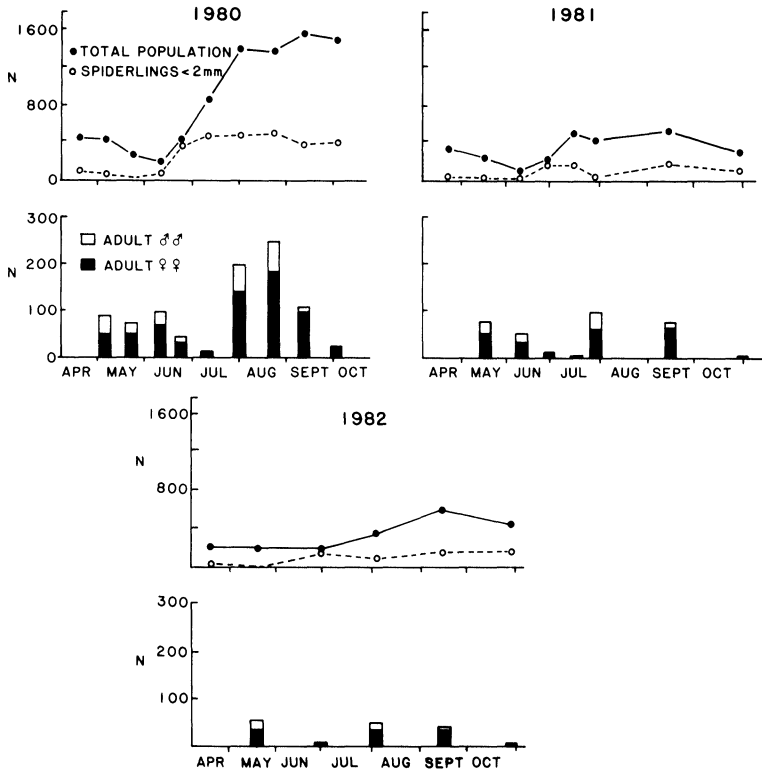 1980
1600
N
800
0
TOTAL POPULATION
SPIDERLINGS<2mm
1981
300
N
200
100
0
ADULT ♂♂
ADULT ♀♀
APR MAY JUN JUL AUG SEPT OCT
APR MAY JUN JUL AUG SEPT OCT
1982
1600
N
800
300
N
200
100
APR MAY JUN JUL AUG SEPT OCT